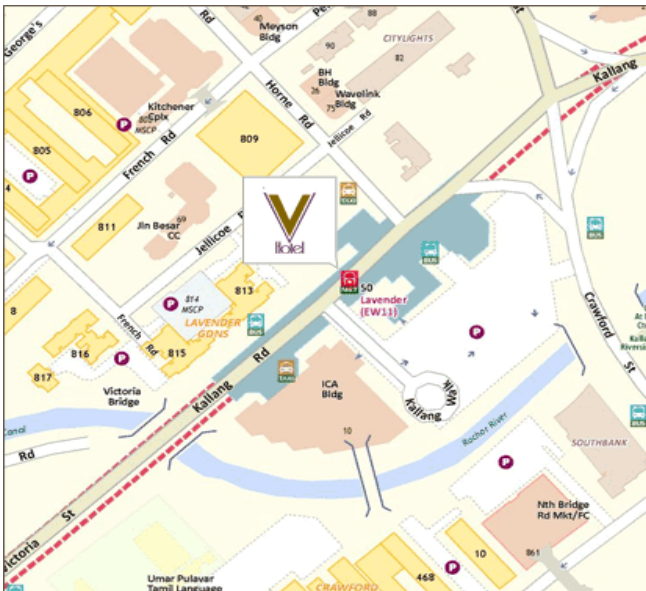 George's
Rd
40
Meyson
Bldg
88
CITYLIGHTS
90
82
BH
Bldg
26
75
Wavelink
Bldg
Kallang
806
Kitchener
Cplx
MSCP
P
Horne Rd
Jellicoe Rd
French Rd
809
805
P
811
Jln Besar
CC
69
V
Hotel
TAXI
Jellicoe
BUS
BUS
50
Lavender
(EW11)
813
P
814
MSCP
LAVENDER
GDNS
BUS
8
French Rd
816
P
815
817
Victoria
Bridge
Kallang Rd
TAXI
ICA
Bldg
10
Kallang Walk
P
Crawford St
Rochor River
BUS
SOUTHBANK
Canal
Rd
P
Nth Bridge
Rd Mkt/FC
861
10
P
468
CRAWFORD
Victoria St
Umar Pulavar
Tamil Language